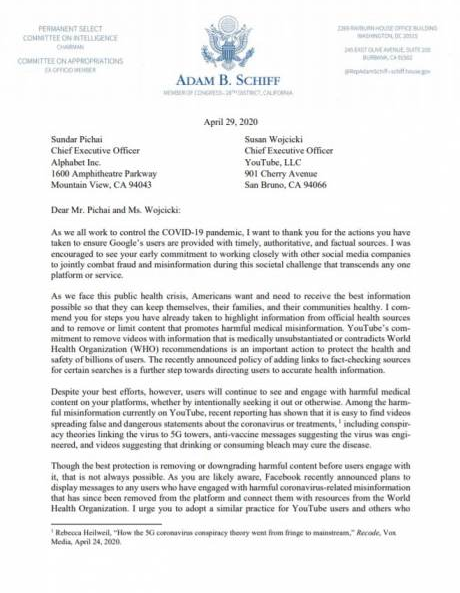 PERMANENT SELECT
COMMITTEE ON INTELLIGENCE
CHAIRMAN
COMMITTEE ON APPROPRIATIONS
EX OFFICIO MEMBER
2269 RAYBURN HOUSE OFFICE BUILDING
WASHINGTON, DC 20515
245 EAST OLIVE AVENUE, SUITE 200
BURBANK, CA 91502
@RepAdamSchiff · schiff.house.gov
ADAM B. SCHIFF
MEMBER OF CONGRESS · 28TH DISTRICT, CALIFORNIA
April 29, 2020
Sundar Pichai
Chief Executive Officer
Alphabet Inc.
1600 Amphitheatre Parkway
Mountain View, CA 94043
Susan Wojcicki
Chief Executive Officer
YouTube, LLC
901 Cherry Avenue
San Bruno, CA 94066
Dear Mr. Pichai and Ms. Wojcicki:
As we all work to control the COVID-19 pandemic, I want to thank you for the actions you have
taken to ensure Google's users are provided with timely, authoritative, and factual sources. I was
encouraged to see your early commitment to working closely with other social media companies
to jointly combat fraud and misinformation during this societal challenge that transcends any one
platform or service.
As we face this public health crisis, Americans want and need to receive the best information
possible so that they can keep themselves, their families, and their communities healthy. I com-
mend you for steps you have already taken to highlight information from official health sources
and to remove or limit content that promotes harmful medical misinformation. YouTube's com-
mitment to remove videos with information that is medically unsubstantiated or contradicts World
Health Organization (WHO) recommendations is an important action to protect the health and
safety of billions of users. The recently announced policy of adding links to fact-checking sources
for certain searches is a further step towards directing users to accurate health information.
Despite your best efforts, however, users will continue to see and engage with harmful medical
content on your platforms, whether by intentionally seeking it out or otherwise. Among the harm-
ful misinformation currently on YouTube, recent reporting has shown that it is easy to find videos
spreading false and dangerous statements about the coronavirus or treatments,¹ including conspir-
acy theories linking the virus to 5G towers, anti-vaccine messages suggesting the virus was engi-
neered, and videos suggesting that drinking or consuming bleach may cure the disease.
Though the best protection is removing or downgrading harmful content before users engage with
it, that is not always possible. As you are likely aware, Facebook recently announced plans to
display messages to any users who have engaged with harmful coronavirus-related misinformation
that has since been removed from the platform and connect them with resources from the World
Health Organization. I urge you to adopt a similar practice for YouTube users and others who
¹ Rebecca Heilweil, "How the 5G coronavirus conspiracy theory went from fringe to mainstream," Recode, Vox
Media, April 24, 2020.